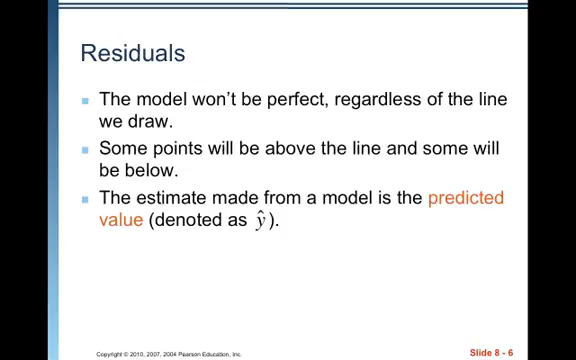 Residuals
■ The model won't be perfect, regardless of the line
we draw.
■ Some points will be above the line and some will
be below.
■ The estimate made from a model is the predicted
value (denoted as ŷ).
Copyright © 2010, 2007, 2004 Pearson Education, Inc.
Slide 8 - 6